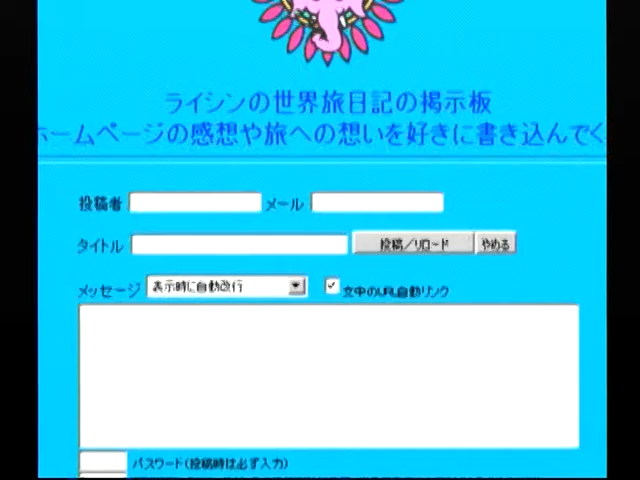 ライシンの世界旅日記の掲示板
ホームページの感想や旅への想いを好きに書き込んでく
投稿者 メール
タイトル 投稿/リロード やめる
メッセージ 表示時に自動改行 文中のURL自動リンク
パスワード(投稿時は必ず入力)